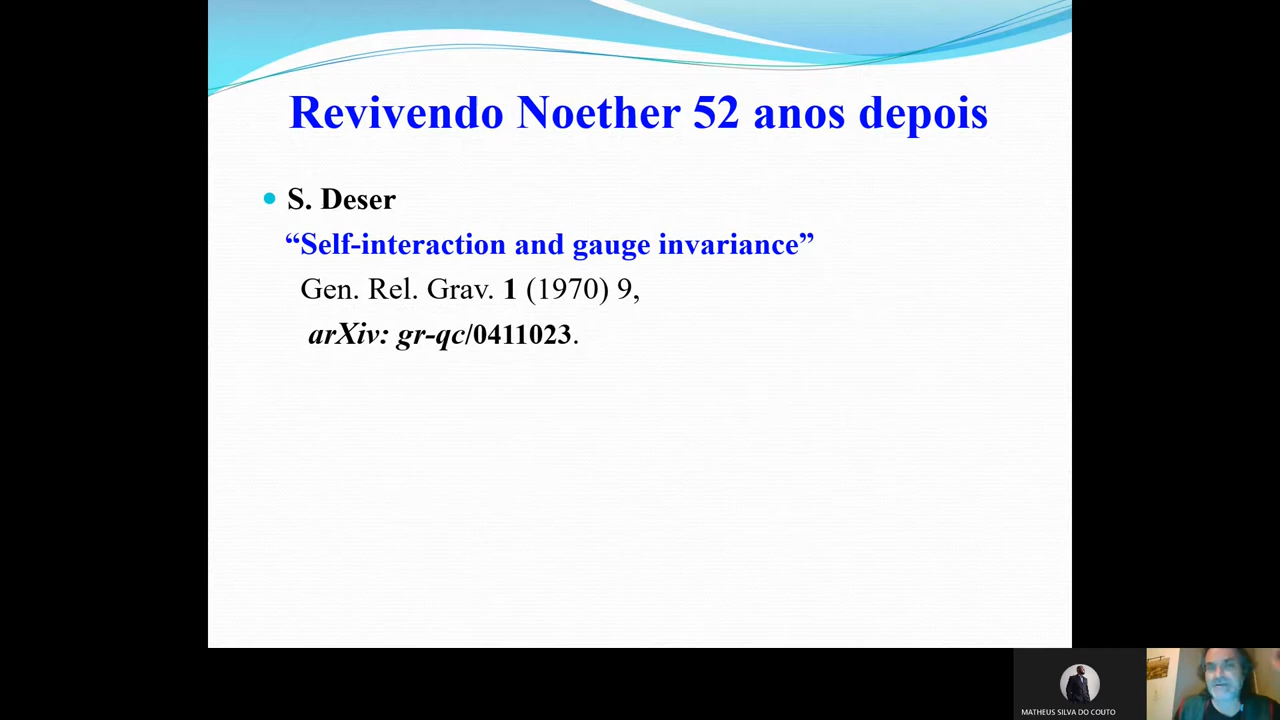 Revivendo Noether 52 anos depois
S. Deser
“Self-interaction and gauge invariance”
Gen. Rel. Grav. 1 (1970) 9,
arXiv: gr-qc/0411023.
MATHEUS SILVA DO COUTO